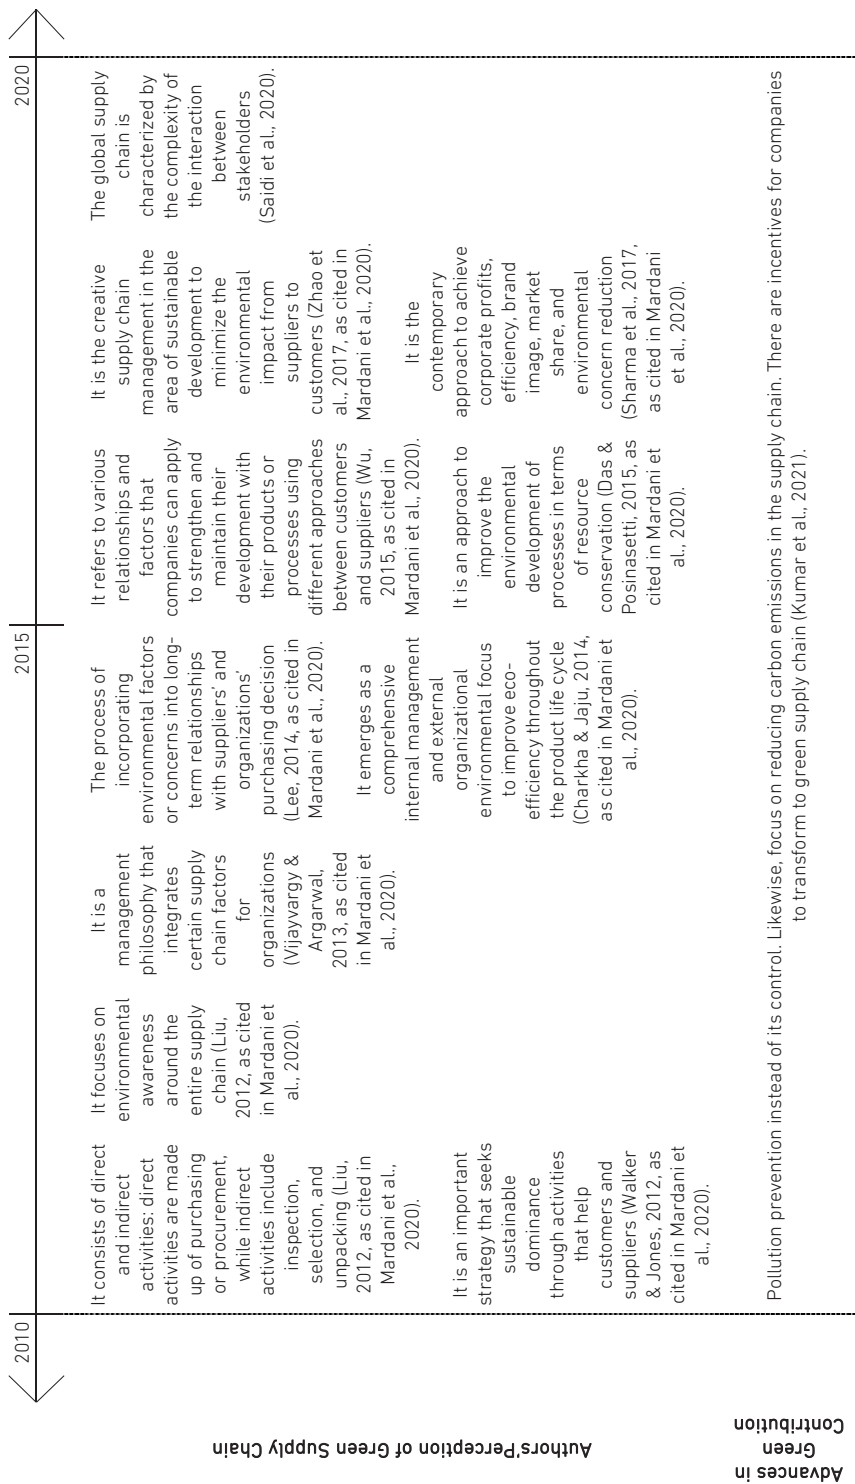 2010
2015
2020
Authors'Perception of Green Supply Chain
It consists of direct
and indirect
activities: direct
activities are made
up of purchasing
or procurement,
while indirect
activities include
inspection,
selection, and
unpacking (Liu,
2012, as cited in
Mardani et al.,
2020).
It is an important
strategy that seeks
sustainable
dominance
through activities
that help
customers and
suppliers (Walker
& Jones, 2012, as
cited in Mardani et
al., 2020).
It focuses on
environmental
awareness
around the
entire supply
chain (Liu,
2012, as cited
in Mardani et
al., 2020).
It is a
management
philosophy that
integrates
certain supply
chain factors
for
organizations
(Vijayvargy &
Argarwal,
2013, as cited
in Mardani et
al., 2020).
The process of
incorporating
environmental factors
or concerns into long-
term relationships
with suppliers’ and
organizations’
purchasing decision
(Lee, 2014, as cited in
Mardani et al., 2020).
It emerges as a
comprehensive
internal management
and external
organizational
environmental focus
to improve eco-
efficiency throughout
the product life cycle
(Charkha & Jaju, 2014,
as cited in Mardani et
al., 2020).
It refers to various
relationships and
factors that
companies can apply
to strengthen and
maintain their
development with
their products or
processes using
different approaches
between customers
and suppliers (Wu,
2015, as cited in
Mardani et al., 2020).
It is an approach to
improve the
environmental
development of
processes in terms
of resource
conservation (Das &
Posinasetti, 2015, as
cited in Mardani et
al., 2020).
It is the creative
supply chain
management in the
area of sustainable
development to
minimize the
environmental
impact from
suppliers to
customers (Zhao et
al., 2017, as cited in
Mardani et al., 2020).
It is the
contemporary
approach to achieve
corporate profits,
efficiency, brand
image, market
share, and
environmental
concern reduction
(Sharma et al., 2017,
as cited in Mardani
et al., 2020).
The global supply
chain is
characterized by
the complexity of
the interaction
between
stakeholders
(Saidi et al., 2020).
Advances in
Green
Contribution
Pollution prevention instead of its control. Likewise, focus on reducing carbon emissions in the supply chain. There are incentives for companies
to transform to green supply chain (Kumar et al., 2021).